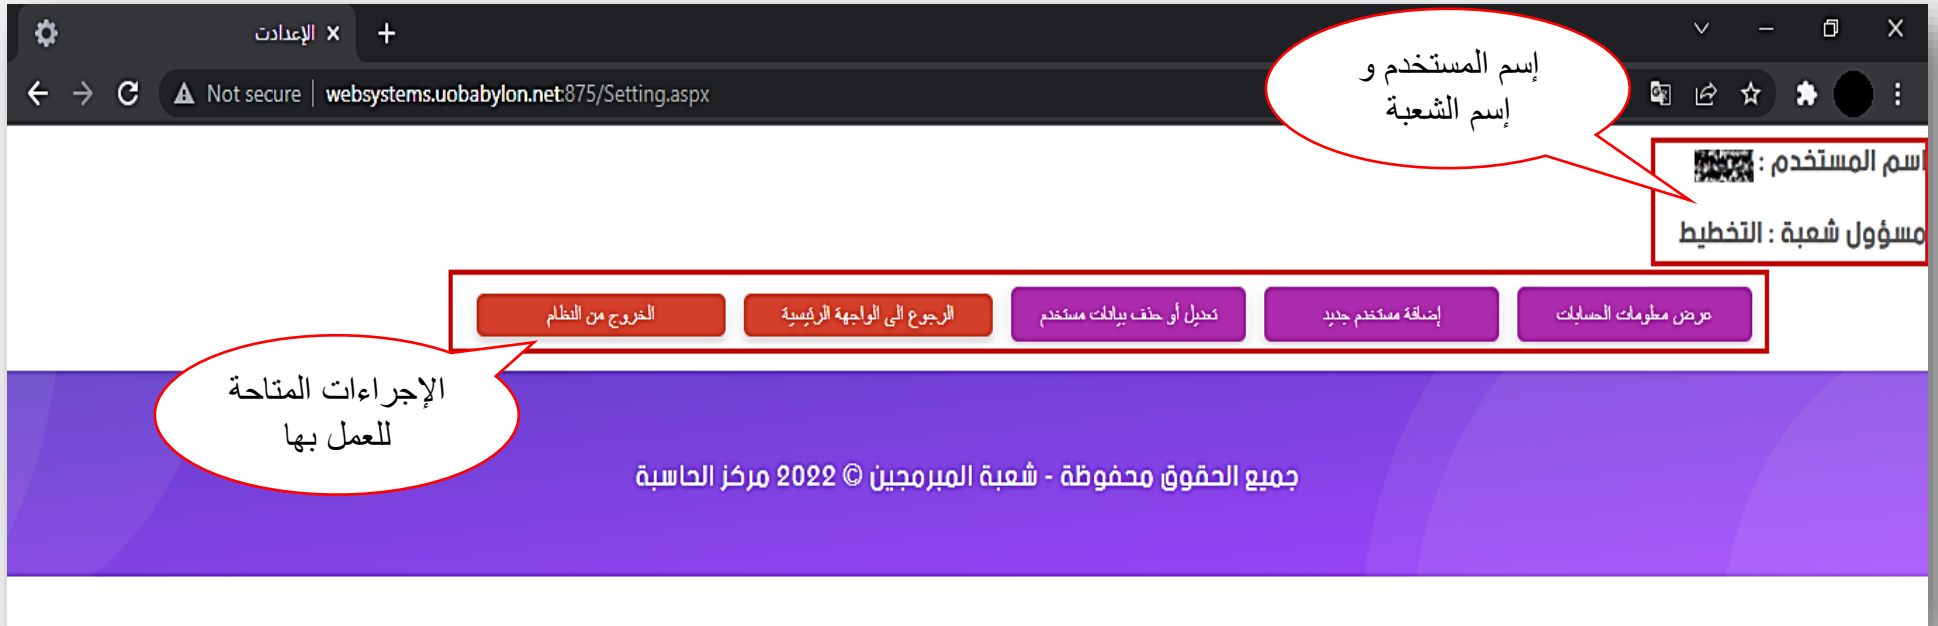 الإعدادت
Not secure | websystems.uobabylon.net:875/Setting.aspx
إسم المستخدم و
إسم الشعبة
اسم المستخدم :
مسؤول شعبة : التخطيط
عرض معلومات الحسابات
إضافة مستخدم جديد
تعديل أو حذف بيانات مستخدم
الرجوع الى الواجهة الرئيسية
الخروج من النظام
الإجراءات المتاحة
للعمل بها
جميع الحقوق محفوظة - شعبة المبرمجين © 2022 مركز الحاسبة